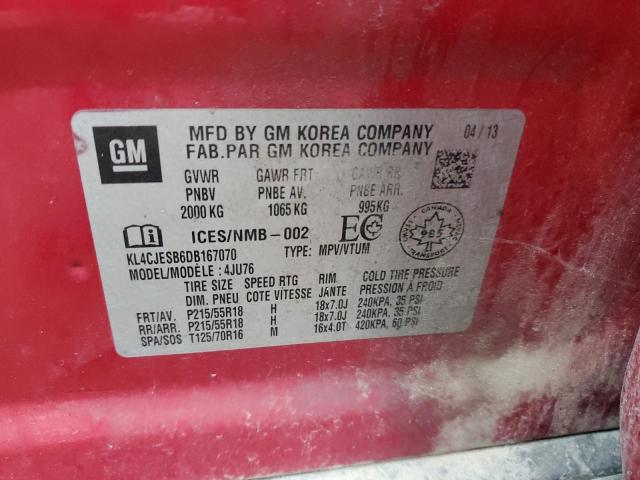 GM
MFD BY GM KOREA COMPANY 04/13
FAB.PAR GM KOREA COMPANY
GVWR GAWR FRT GAWR RR
PNBV PNBE AV. PNBE ARR.
2000 KG 1065 KG 995KG
ICES/NMB-002 EC
KL4CJESB6DB167070 TYPE: MPV/VTUM
MODEL/MODÈLE : 4JU76
CANADA 985
TIRE SIZE SPEED RTG RIM COLD TIRE PRESSURE
DIM. PNEU COTE VITESSE JANTE PRESSION À FROID
FRT/AV. P215/55R18 H 18x7.0J 240KPA, 35 PSI
RR/ARR. P215/55R18 H 18x7.0J 240KPA, 35 PSI
SPA/SOS T125/70R16 M 16x4.0T 420KPA, 60 PSI